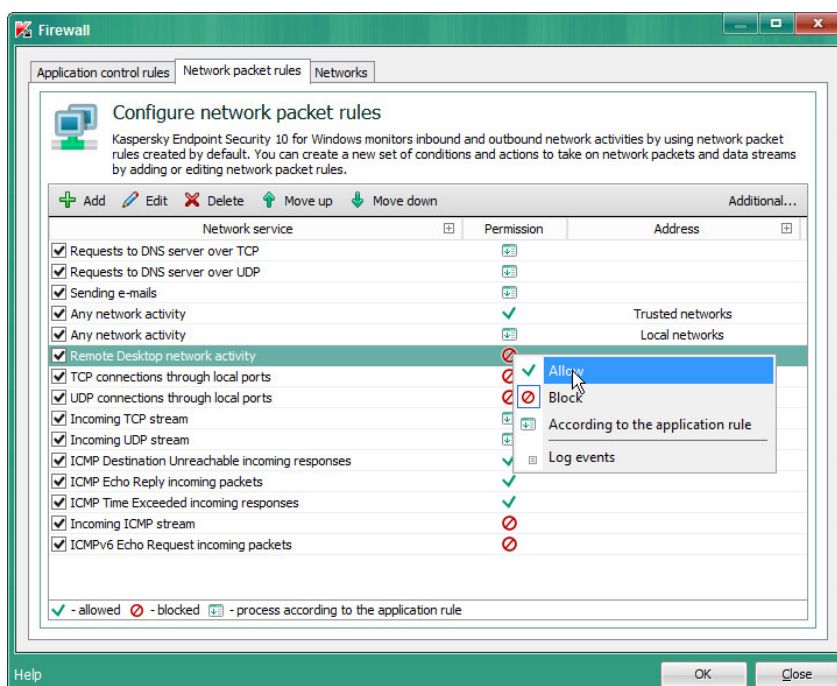 Firewall
Application control rules Network packet rules Networks
Configure network packet rules
Kaspersky Endpoint Security 10 for Windows monitors inbound and outbound network activities by using network packet
rules created by default. You can create a new set of conditions and actions to take on network packets and data streams
by adding or editing network packet rules.
Add Edit Delete Move up Move down Additional...
Network service Permission Address
Requests to DNS server over TCP
Requests to DNS server over UDP
Sending e-mails
Any network activity Trusted networks
Any network activity Local networks
Remote Desktop network activity
TCP connections through local ports
UDP connections through local ports
Incoming TCP stream
Incoming UDP stream
ICMP Destination Unreachable incoming responses
ICMP Echo Reply incoming packets
ICMP Time Exceeded incoming responses
Incoming ICMP stream
ICMPv6 Echo Request incoming packets
Allow
Block
According to the application rule
Log events
- allowed - blocked - process according to the application rule
Help OK Close